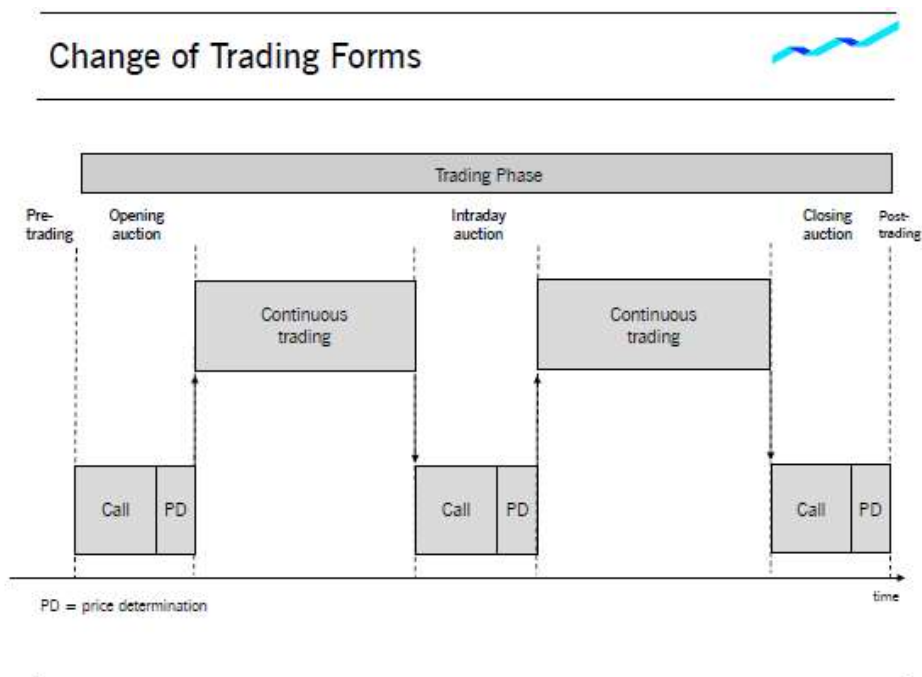 Change of Trading Forms
Trading Phase
Pre-
trading
Opening
auction
Intraday
auction
Closing
auction
Post-
trading
Continuous
trading
Continuous
trading
Call
PD
Call
PD
Call
PD
time
PD = price determination